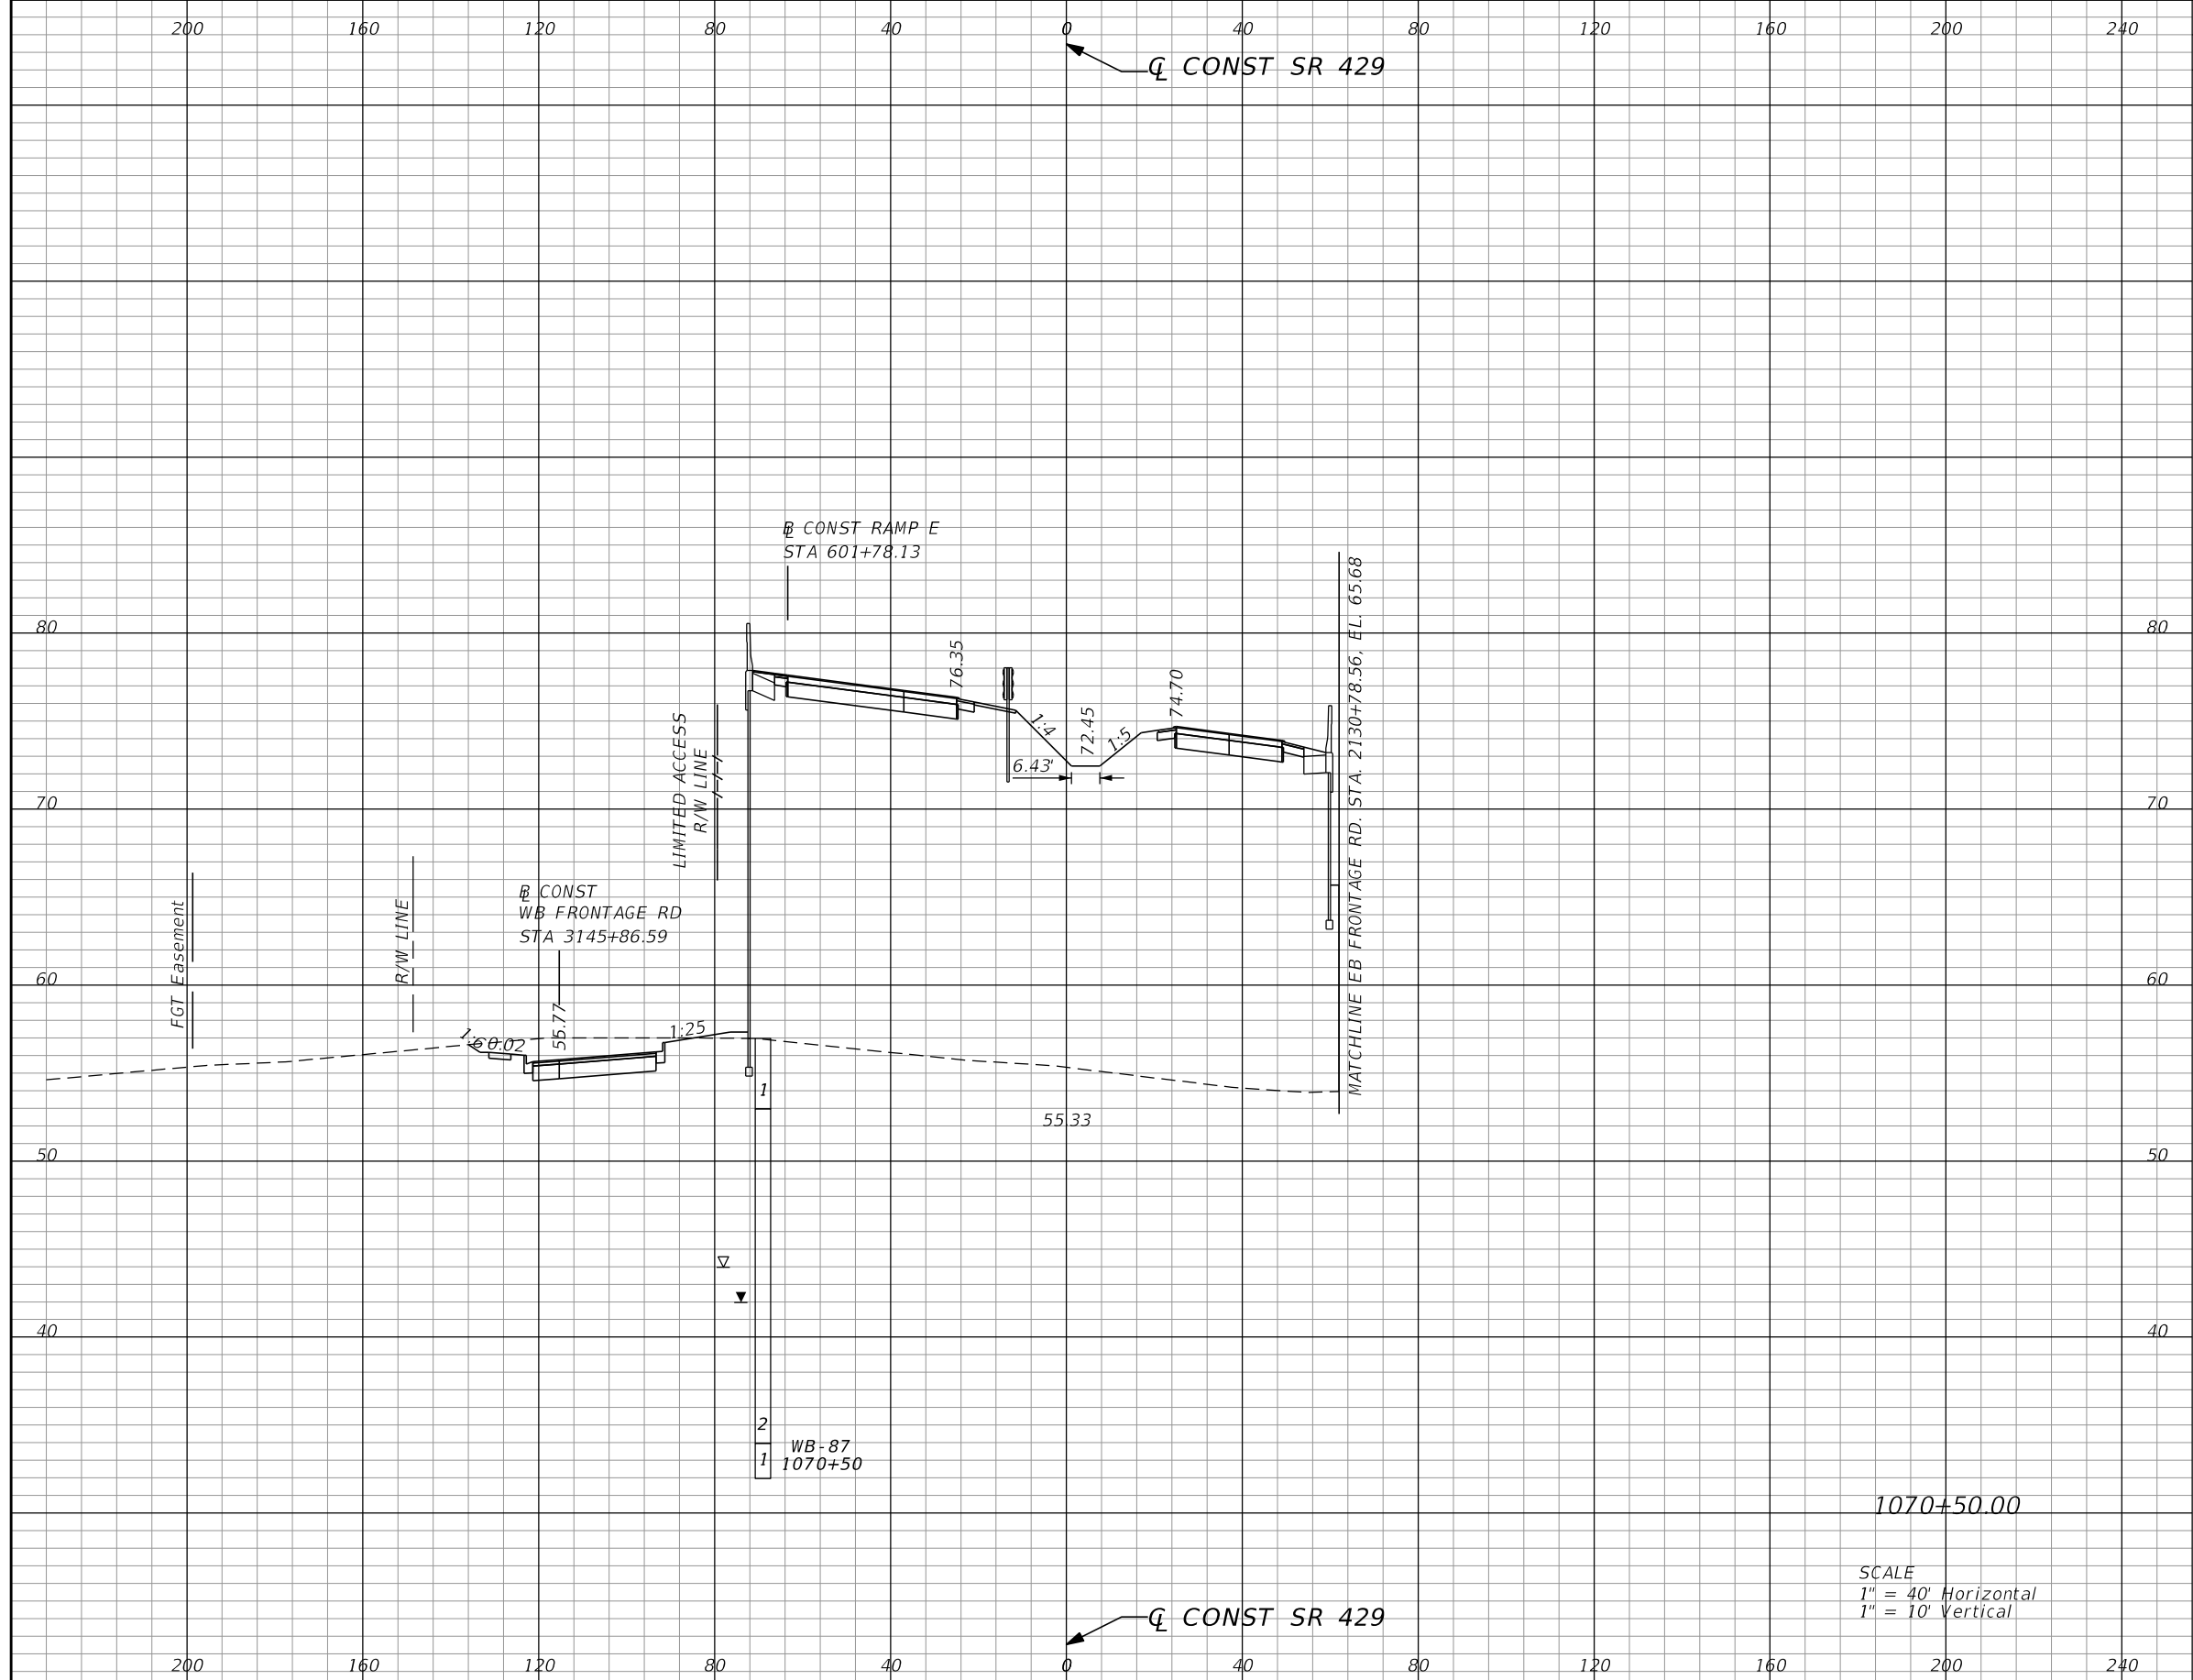 200 160 120 80 40 0 40 80 120 160 200 240
℄ CONST SR 429
B̵L CONST RAMP E
STA 601+78.13
80 80
76.35
74.70
72.45
1:4
1:5
6.43'
LIMITED ACCESS
R/W LINE
MATCHLINE EB FRONTAGE RD. STA. 2130+78.56, EL. 65.68
70 70
FGT Easement
R/W LINE
BL CONST
WB FRONTAGE RD
STA 3145+86.59
60 60
55.77
0.02
1:25
1
55.33
50 50
40 40
2
1
WB-87
1070+50
1070+50.00
SCALE
1" = 40' Horizontal
1" = 10' Vertical
℄ CONST SR 429
200 160 120 80 40 0 40 80 120 160 200 240